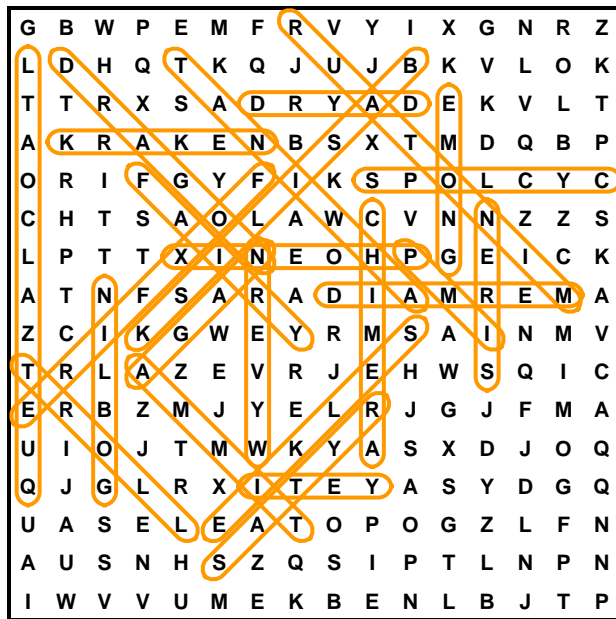 G B W P E M F R V Y I X G N R Z
L D H Q T K Q J U J B K V L O K
T T R X S A D R Y A D E K V L T
A K R A K E N B S X T M D Q B P
O R I F G Y F I K S P O L C Y C
C H T S A O L A W C V N N Z Z S
L P T T X I N E O H P G E I C K
A T N F S A R A D I A M R E M A
Z C I K G W E Y R M S A I N M V
T R L A Z E V R J E H W S Q I C
E R B Z M J Y E L R J G J F M A
U I O J T M W K Y A S X D J O Q
Q J G L R X I T E Y A S Y D G Q
U A S E L E A T O P O G Z L F N
A U S N H S Z Q S I P T L N P N
I W V V U M E K B E N L B J T P